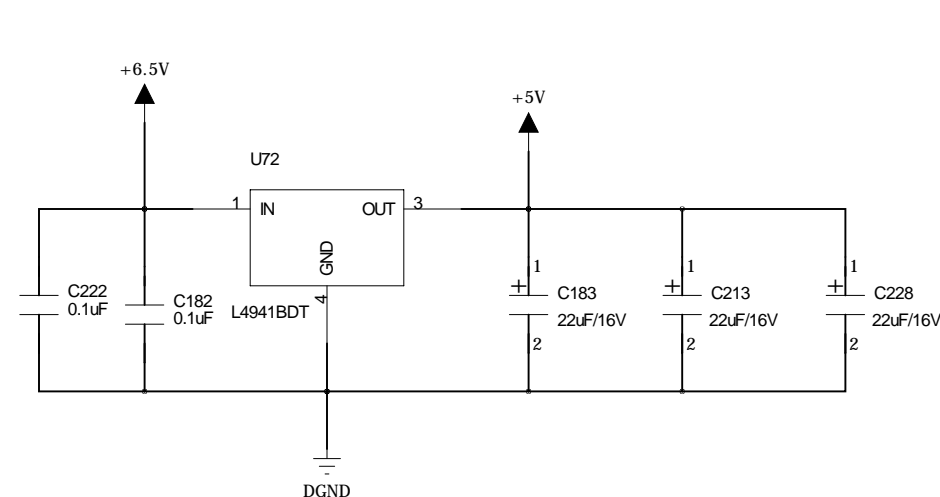 +6.5V
+5V
U72
1
IN
OUT
3
GND
4
L4941BDT
C222
0.1uF
C182
0.1uF
1
+
C183
22uF/16V
2
1
+
C213
22uF/16V
2
1
+
C228
22uF/16V
2
DGND